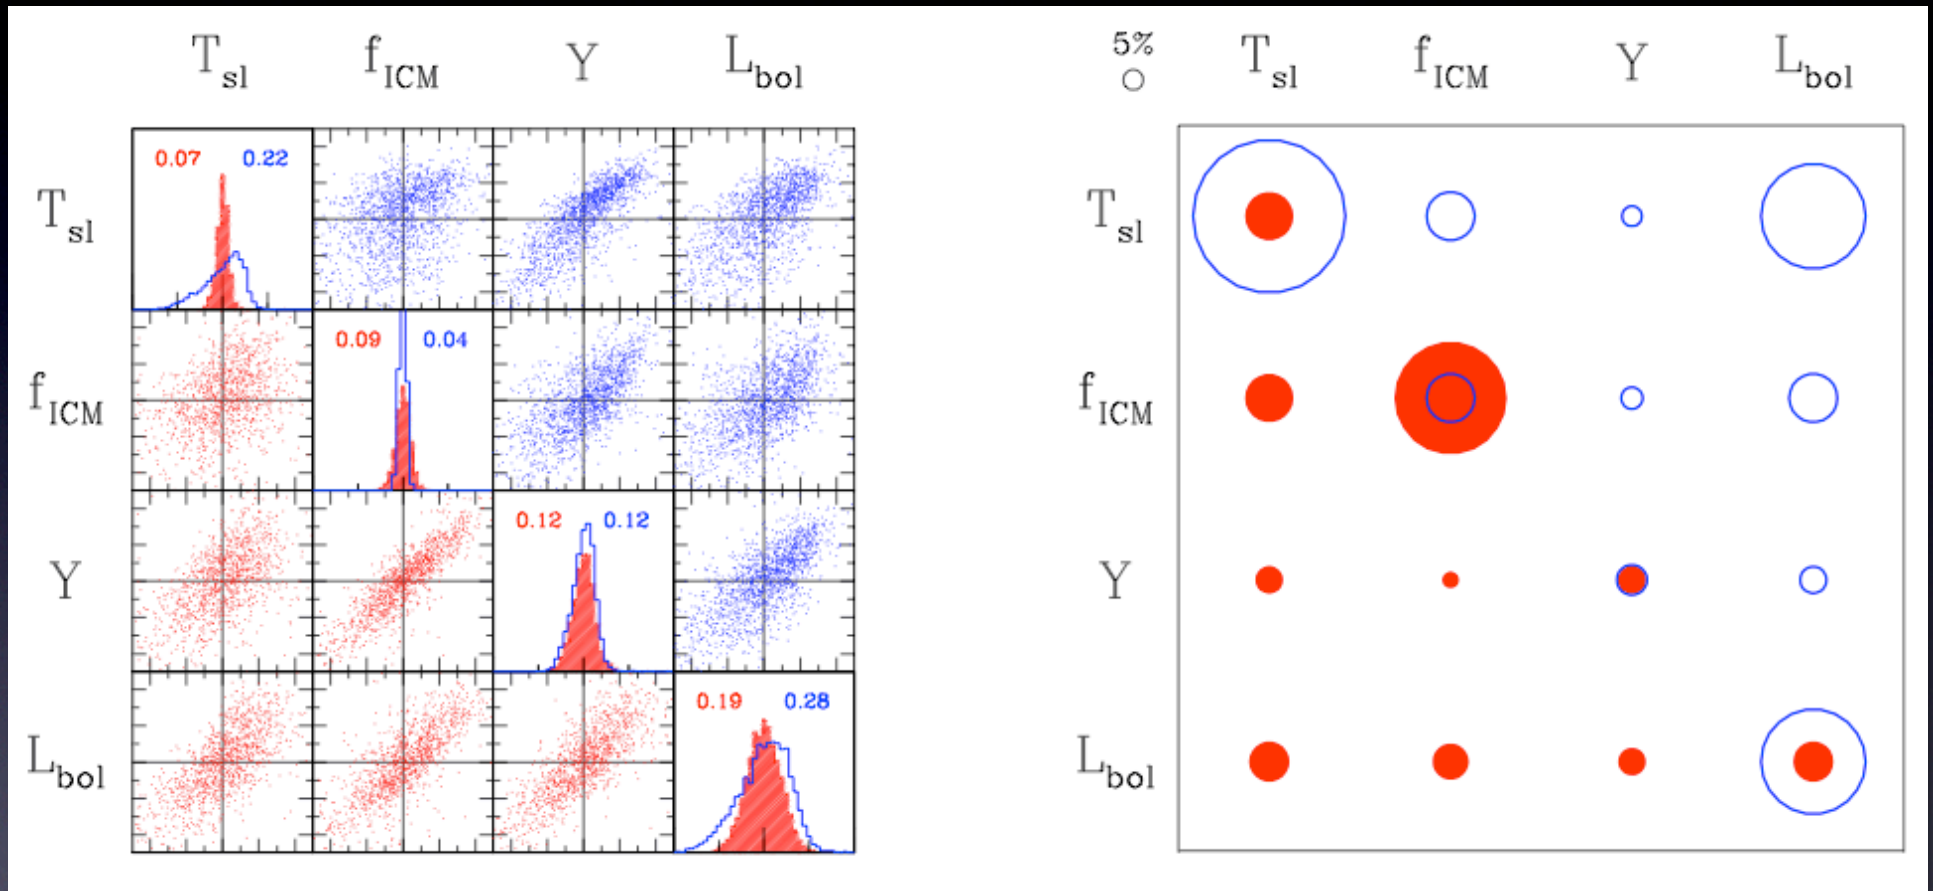 T_sl f_ICM Y L_bol
5% T_sl f_ICM Y L_bol
T_sl 0.07 0.22
T_sl
f_ICM 0.09 0.04
f_ICM
Y 0.12 0.12
Y
L_bol 0.19 0.28
L_bol